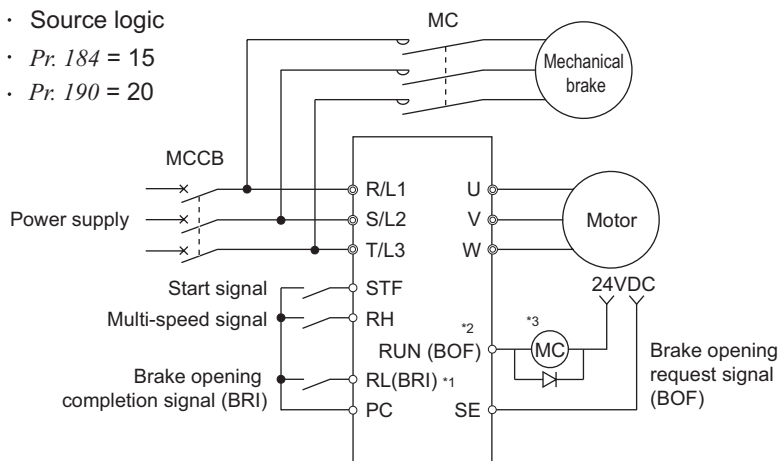 · Source logic
· Pr. 184 = 15
· Pr. 190 = 20
MC
Mechanical
brake
MCCB
Power supply
R/L1
S/L2
T/L3
U
V
W
Motor
24VDC
Start signal
STF
Multi-speed signal
RH
*2
*3
RUN (BOF)
MC
Brake opening
request signal
(BOF)
Brake opening
completion signal (BRI)
RL(BRI) *1
PC
SE